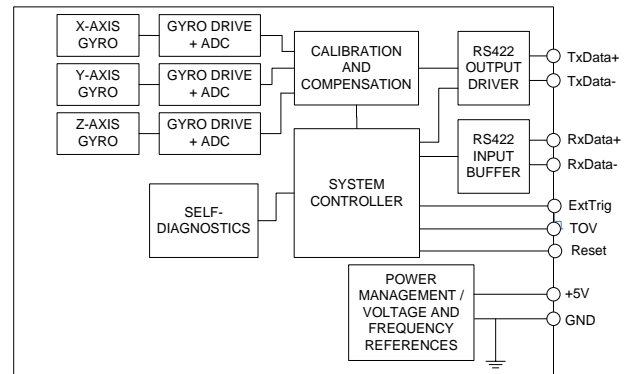 X-AXIS
GYRO
GYRO DRIVE
+ ADC
Y-AXIS
GYRO
GYRO DRIVE
+ ADC
Z-AXIS
GYRO
GYRO DRIVE
+ ADC
CALIBRATION
AND
COMPENSATION
RS422
OUTPUT
DRIVER
TxData+
TxData-
RS422
INPUT
BUFFER
RxData+
RxData-
SELF-
DIAGNOSTICS
SYSTEM
CONTROLLER
ExtTrig
TOV
Reset
POWER
MANAGEMENT /
VOLTAGE AND
FREQUENCY
REFERENCES
+5V
GND